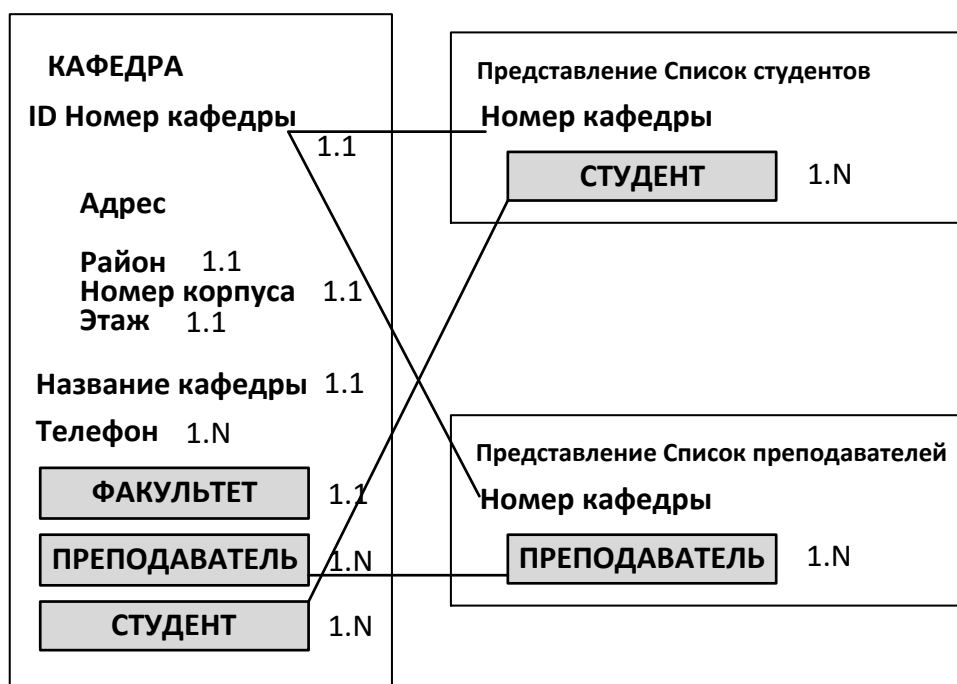 КАФЕДРА
ID Номер кафедры
1.1
Адрес
Район 1.1
Номер корпуса 1.1
Этаж 1.1
Название кафедры 1.1
Телефон 1.N
ФАКУЛЬТЕТ 1.1
ПРЕПОДАВАТЕЛЬ 1.N
СТУДЕНТ 1.N
Представление Список студентов
Номер кафедры
СТУДЕНТ 1.N
Представление Список преподавателей
Номер кафедры
ПРЕПОДАВАТЕЛЬ 1.N